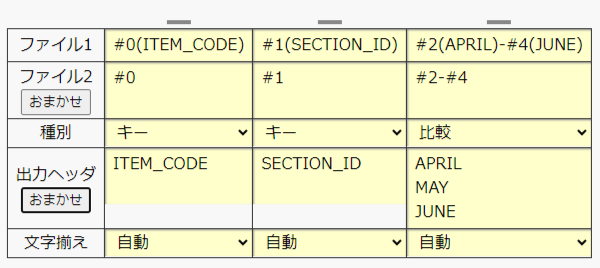 ファイル1 #0(ITEM_CODE) #1(SECTION_ID) #2(APRIL)-#4(JUNE)
ファイル2 #0 #1 #2-#4
おまかせ
種別 キー キー 比較
出力ヘッダ ITEM_CODE SECTION_ID APRIL
MAY
おまかせ JUNE
文字揃え 自動 自動 自動